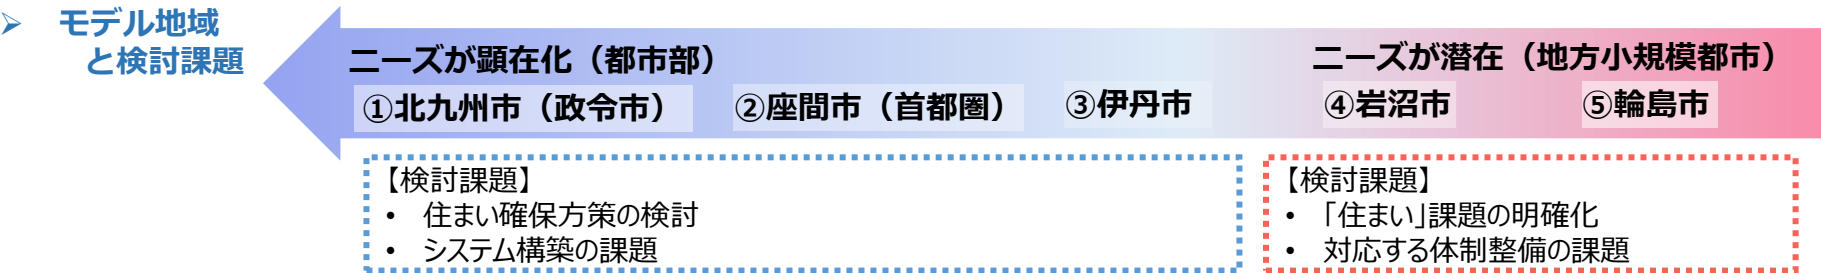 ➢ モデル地域
と検討課題
ニーズが顕在化（都市部）
ニーズが潜在（地方小規模都市）
①北九州市（政令市）
②座間市（首都圏）
③伊丹市
④岩沼市
⑤輪島市
【検討課題】
• 住まい確保方策の検討
• システム構築の課題
【検討課題】
• 「住まい」課題の明確化
• 対応する体制整備の課題